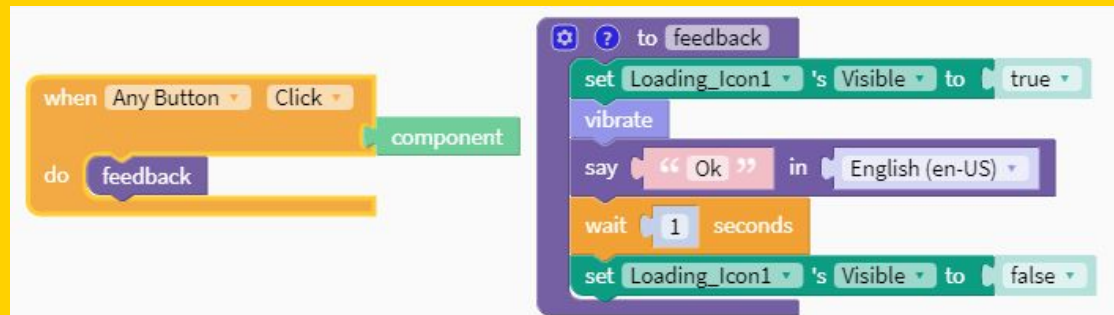 when Any Button Click
component
do feedback
? to feedback
set Loading_Icon1 's Visible to true
vibrate
say “ Ok ” in English (en-US)
wait 1 seconds
set Loading_Icon1 's Visible to false